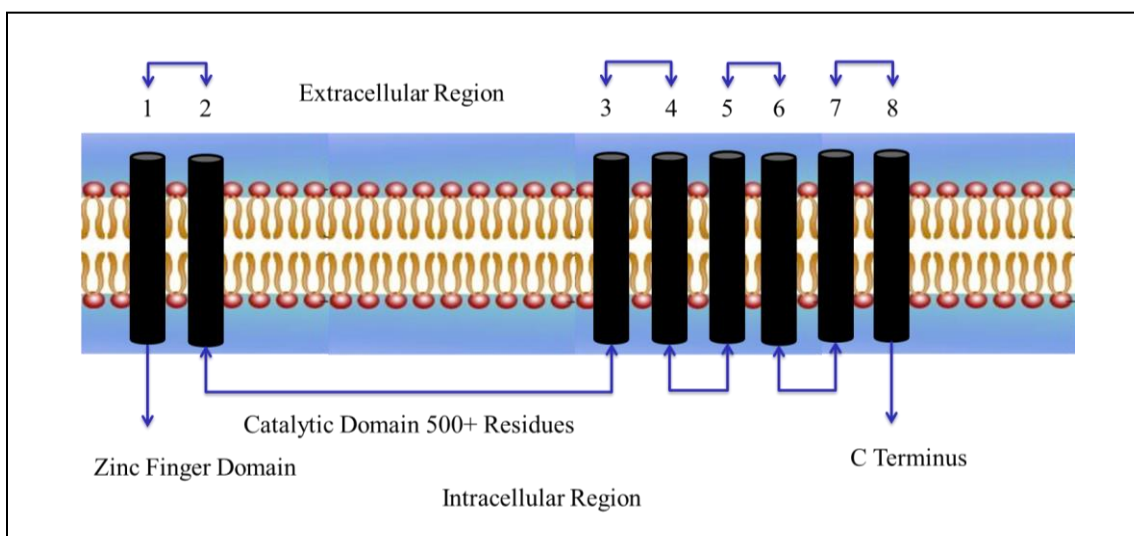 Extracellular Region
1 2 3 4 5 6 7 8
Catalytic Domain 500+ Residues
Zinc Finger Domain
C Terminus
Intracellular Region